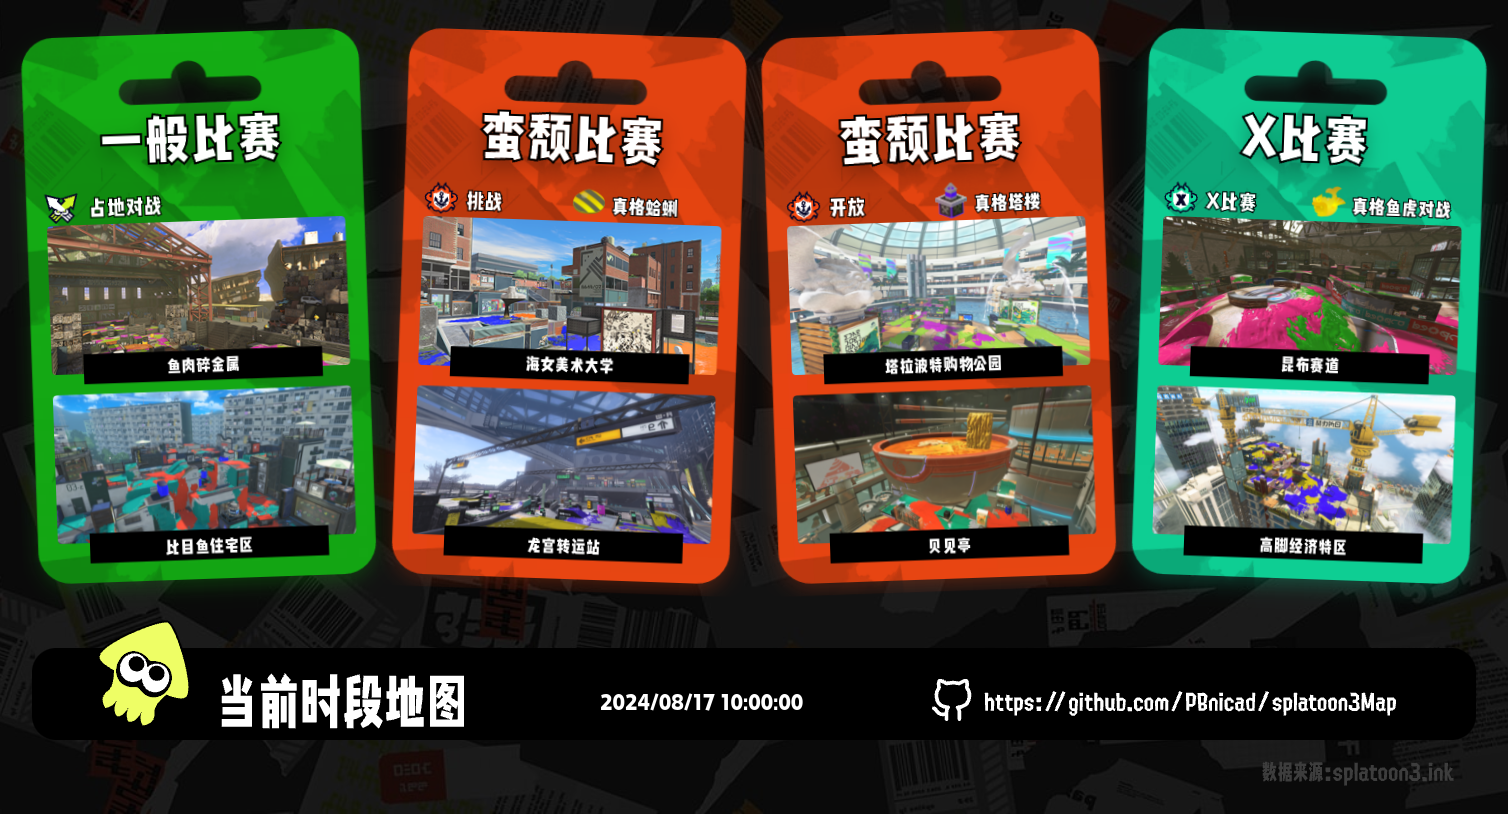 一般比赛
占地对战
鱼肉碎金属
比目鱼住宅区
蛮颓比赛
挑战
真格蛤蜊
海女美术大学
龙宫转运站
蛮颓比赛
开放
真格塔楼
塔拉波特购物公园
贝贝亭
X比赛
X比赛
真格鱼虎对战
昆布赛道
高脚经济特区
当前时段地图
2024/08/17 10:00:00
https://github.com/PBnicad/splatoon3Map
数据来源:splatoon3.ink